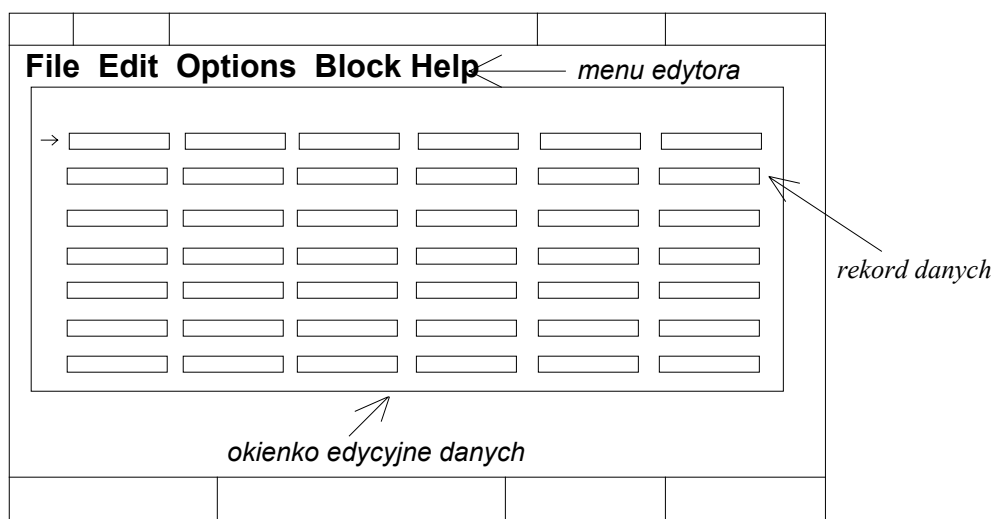 File Edit Options Block Help
menu edytora
rekord danych
okienko edycyjne danych